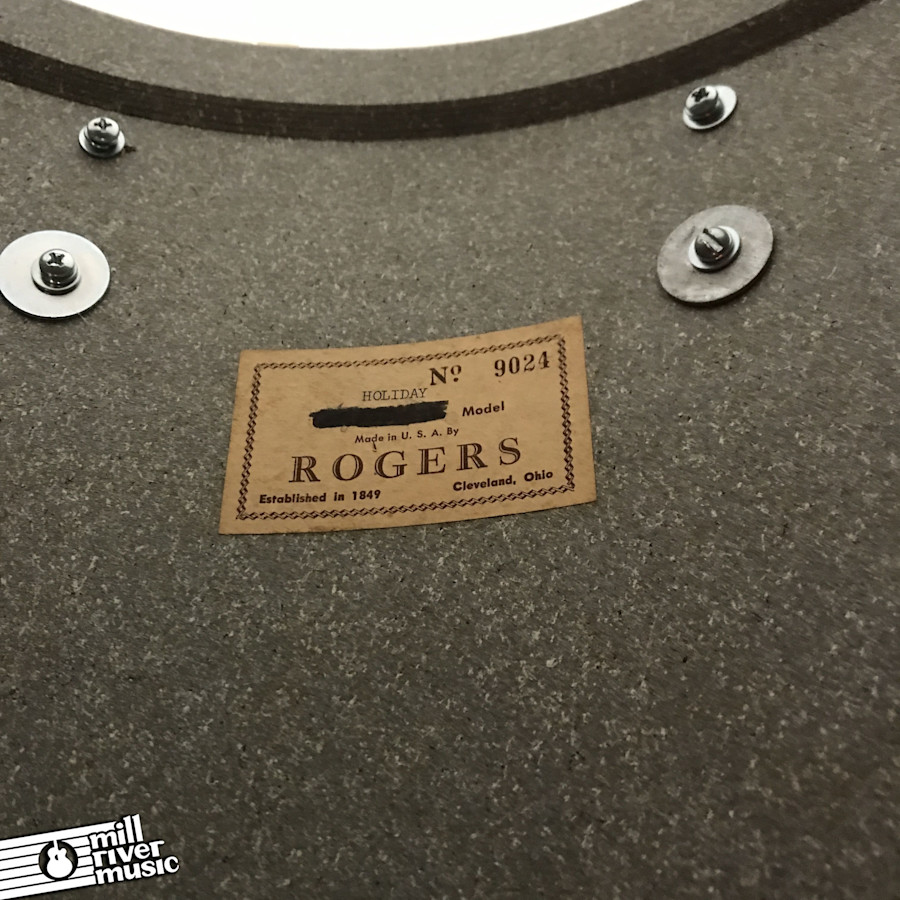 Nº 9024
HOLIDAY
Model
Made in U. S. A. By
ROGERS
Established in 1849
Cleveland, Ohio
mill
river
music